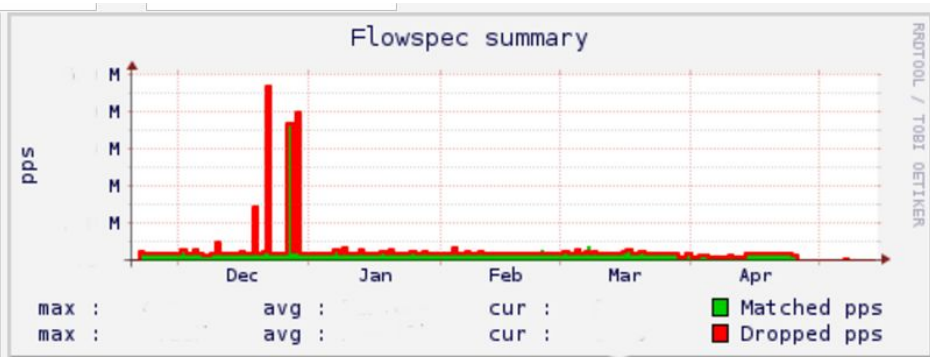 Flowspec summary
M
M
M
M
M
pps
Dec Jan Feb Mar Apr
max : avg : cur : Matched pps
max : avg : cur : Dropped pps
RRDTOOL / TOBI OETIKER